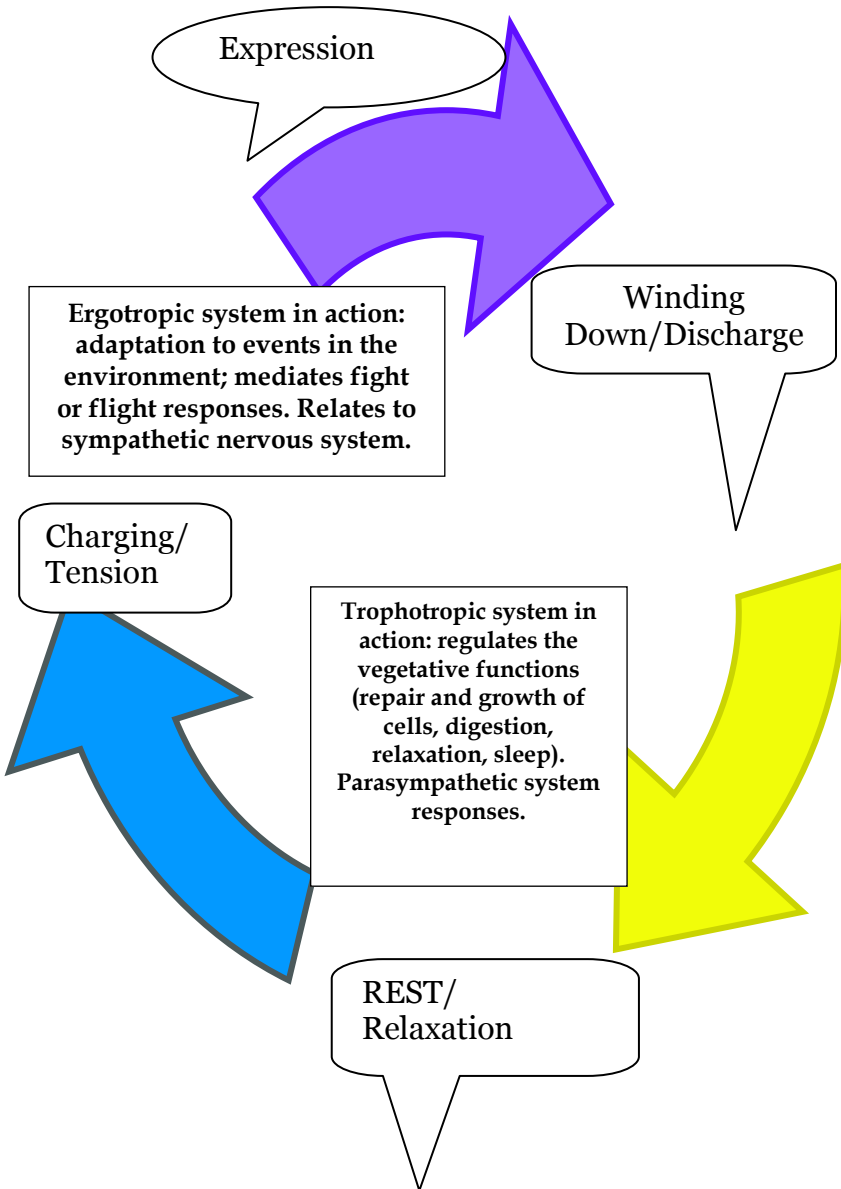 Expression
Winding
Down/Discharge
Ergotropic system in action:
adaptation to events in the
environment; mediates fight
or flight responses. Relates to
sympathetic nervous system.
Charging/
Tension
Trophotropic system in
action: regulates the
vegetative functions
(repair and growth of
cells, digestion,
relaxation, sleep).
Parasympathetic system
responses.
REST/
Relaxation